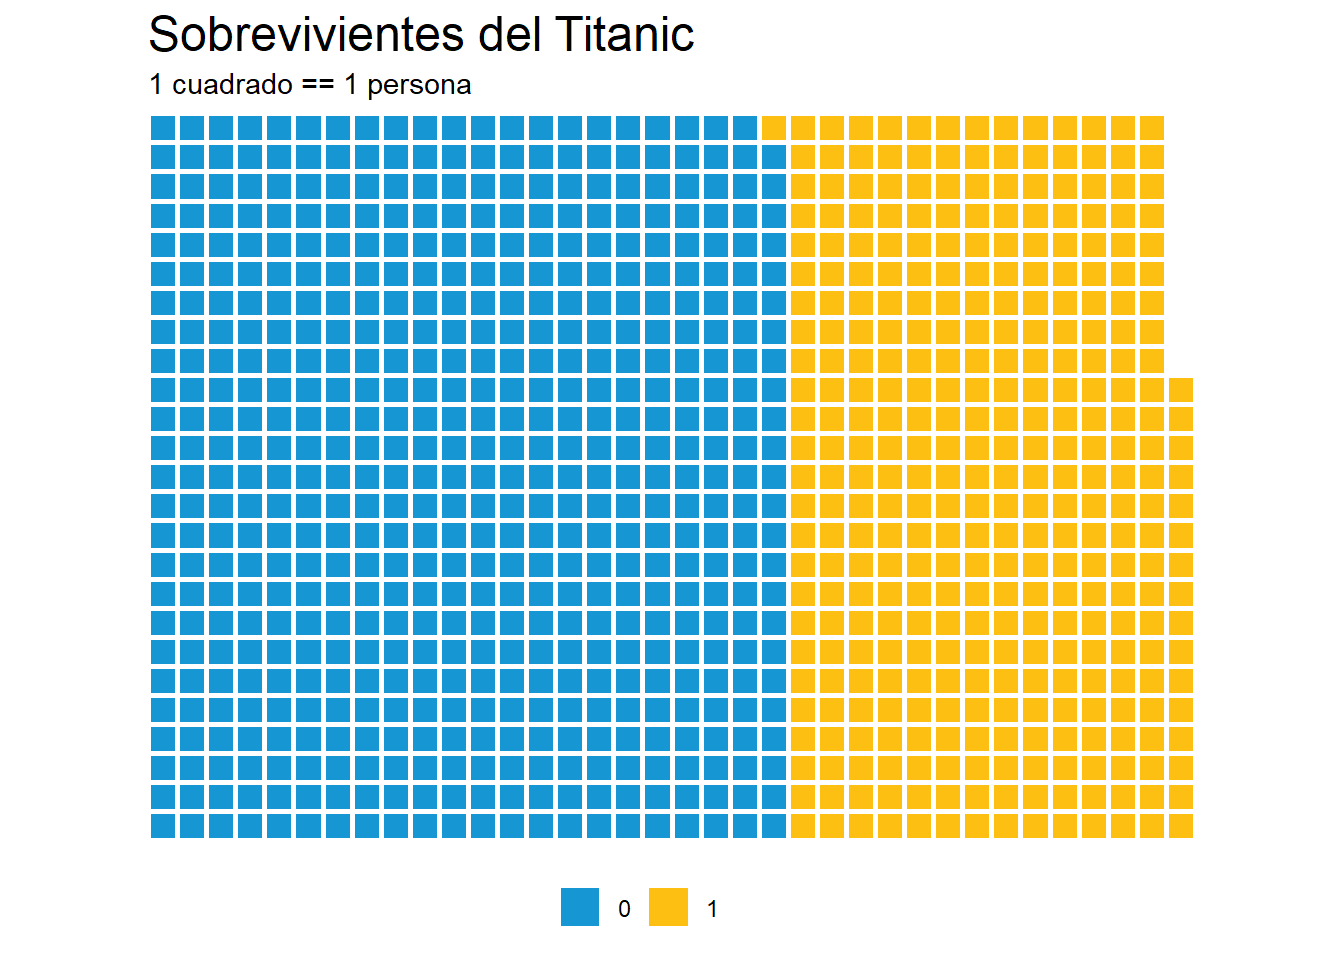 Sobrevivientes del Titanic
1 cuadrado == 1 persona
0 1